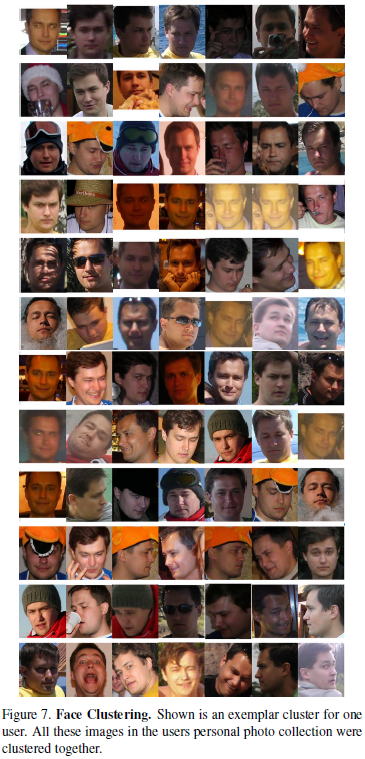 Figure 7. Face Clustering. Shown is an exemplar cluster for one
user. All these images in the users personal photo collection were
clustered together.